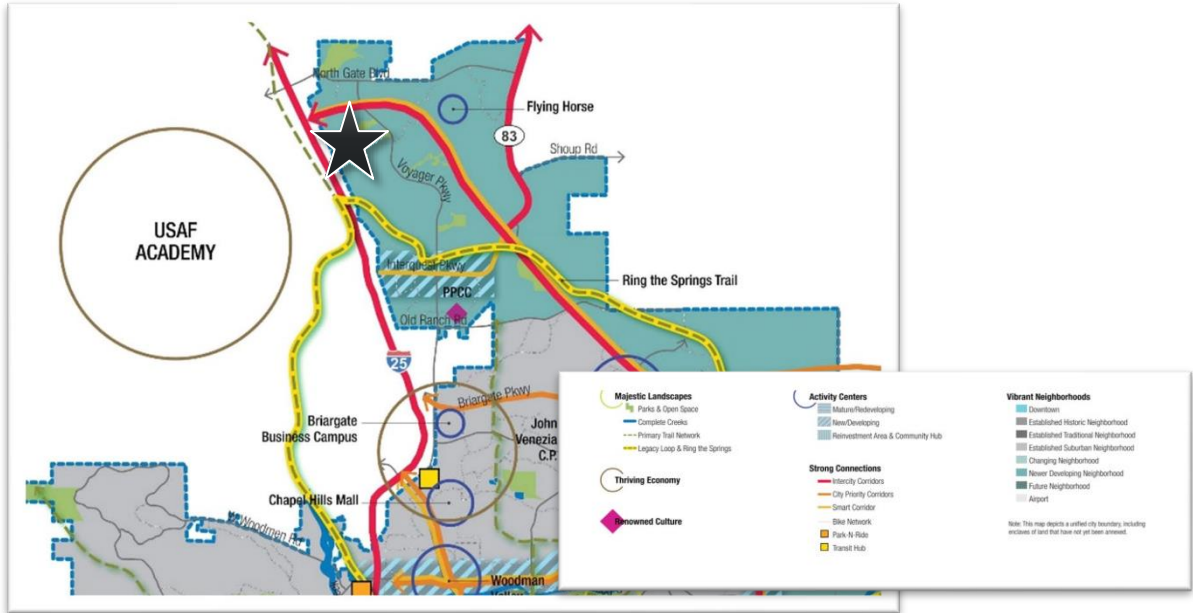 North Gate Blvd
Flying Horse
83
Shoup Rd
Voyager Pkwy
USAF
ACADEMY
Interquest Pkwy
Ring the Springs Trail
PPCC
Old Ranch Rd
25
Briargate Pkwy
Briargate
Business Campus
John
Venezia
C.P.
Chapel Hills Mall
W Woodmen Rd
Woodman
Valley
Majestic Landscapes
Parks & Open Space
Complete Creeks
Primary Trail Network
Legacy Loop & Ring the Springs
Thriving Economy
Renowned Culture
Activity Centers
Mature/Redeveloping
New/Developing
Reinvestment Area & Community Hub
Strong Connections
Intercity Corridors
City Priority Corridors
Smart Corridor
Bike Network
Park-N-Ride
Transit Hub
Vibrant Neighborhoods
Downtown
Established Historic Neighborhood
Established Traditional Neighborhood
Established Suburban Neighborhood
Changing Neighborhood
Newer Developing Neighborhood
Future Neighborhood
Airport
Note: This map depicts a unified city boundary, including
enclaves of land that have not yet been annexed.